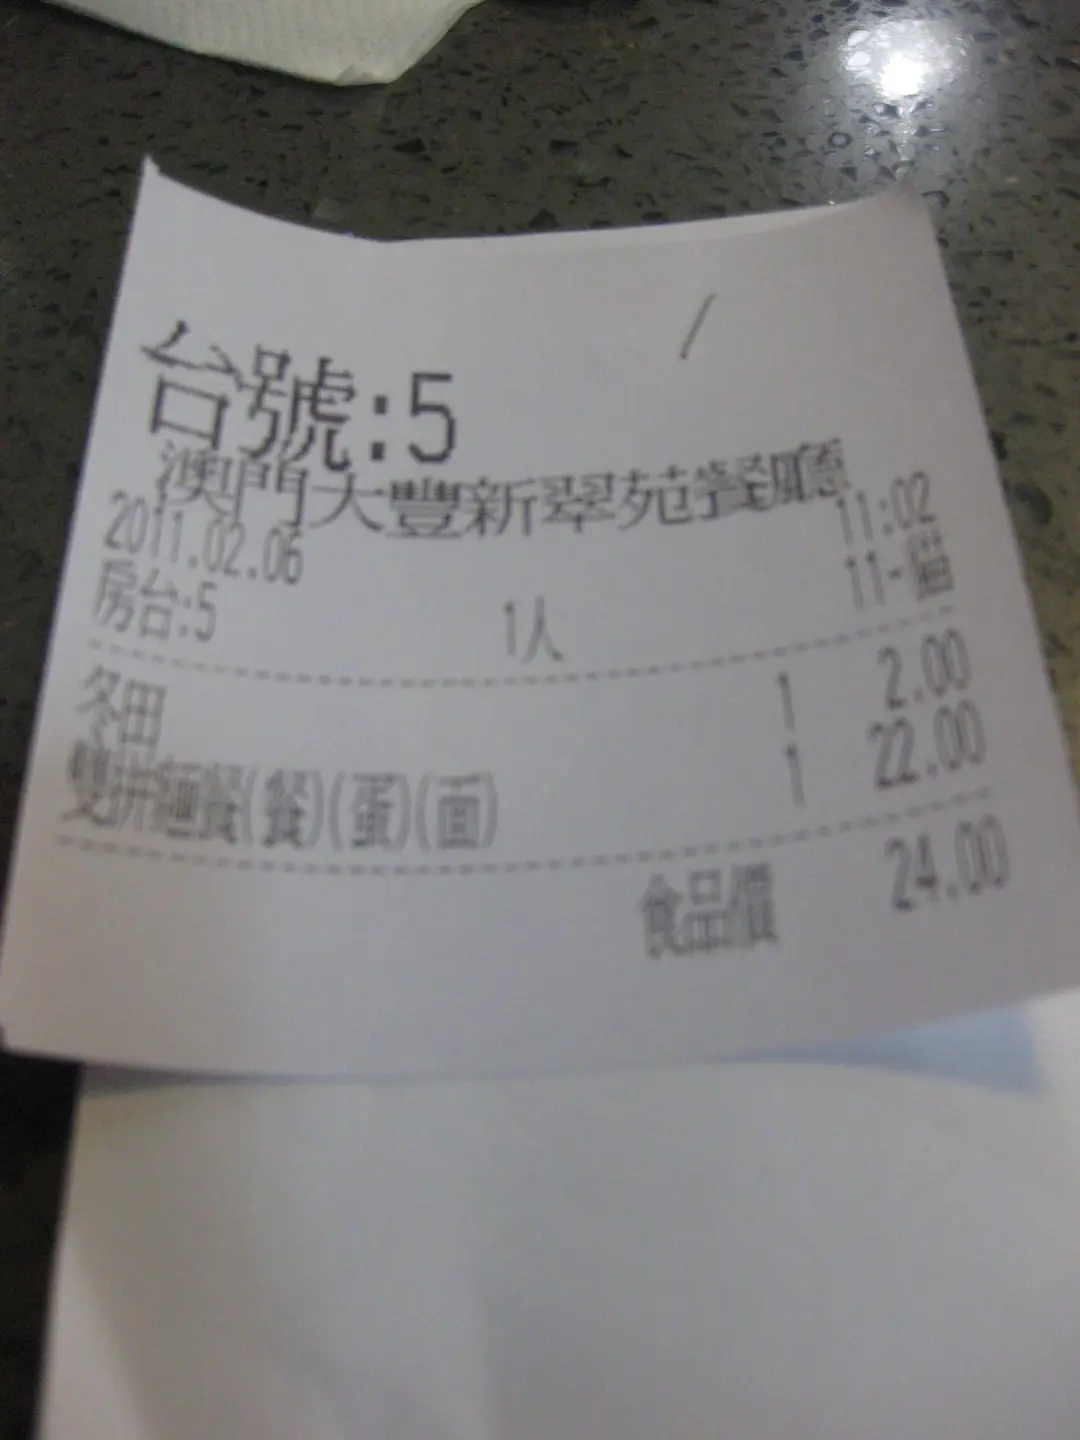 台號:5
澳門大豐新翠苑餐廳
2011.02.06 11:02
房台:5 1人 11-貓
冬田 1 2.00
雙拼麵餐(餐)(蛋)(面) 1 22.00
食品價 24.00